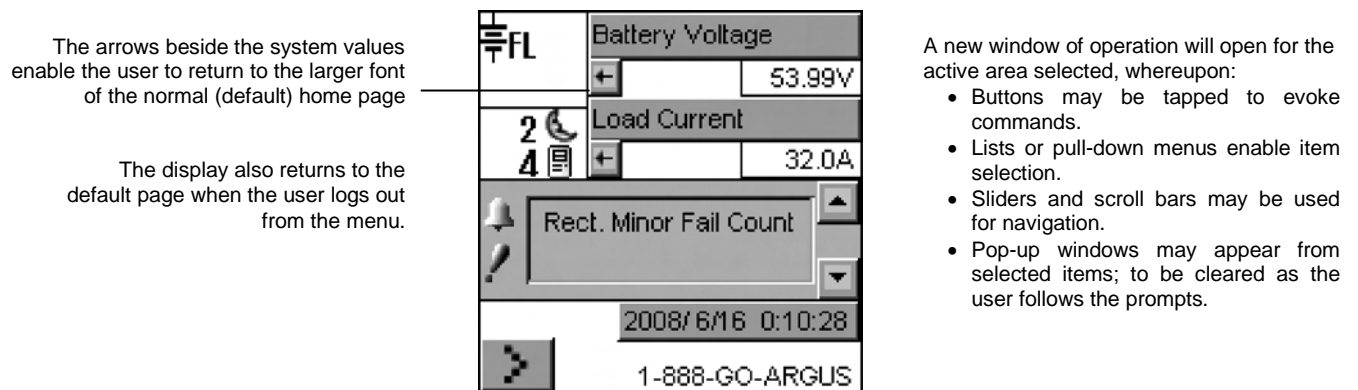 The arrows beside the system values
enable the user to return to the larger font
of the normal (default) home page
The display also returns to the
default page when the user logs out
from the menu.
FL
Battery Voltage
53.99V
2
Load Current
4
32.0A
Rect. Minor Fail Count
2008/ 6/16 0:10:28
1-888-GO-ARGUS
A new window of operation will open for the
active area selected, whereupon:
• Buttons may be tapped to evoke
commands.
• Lists or pull-down menus enable item
selection.
• Sliders and scroll bars may be used
for navigation.
• Pop-up windows may appear from
selected items; to be cleared as the
user follows the prompts.